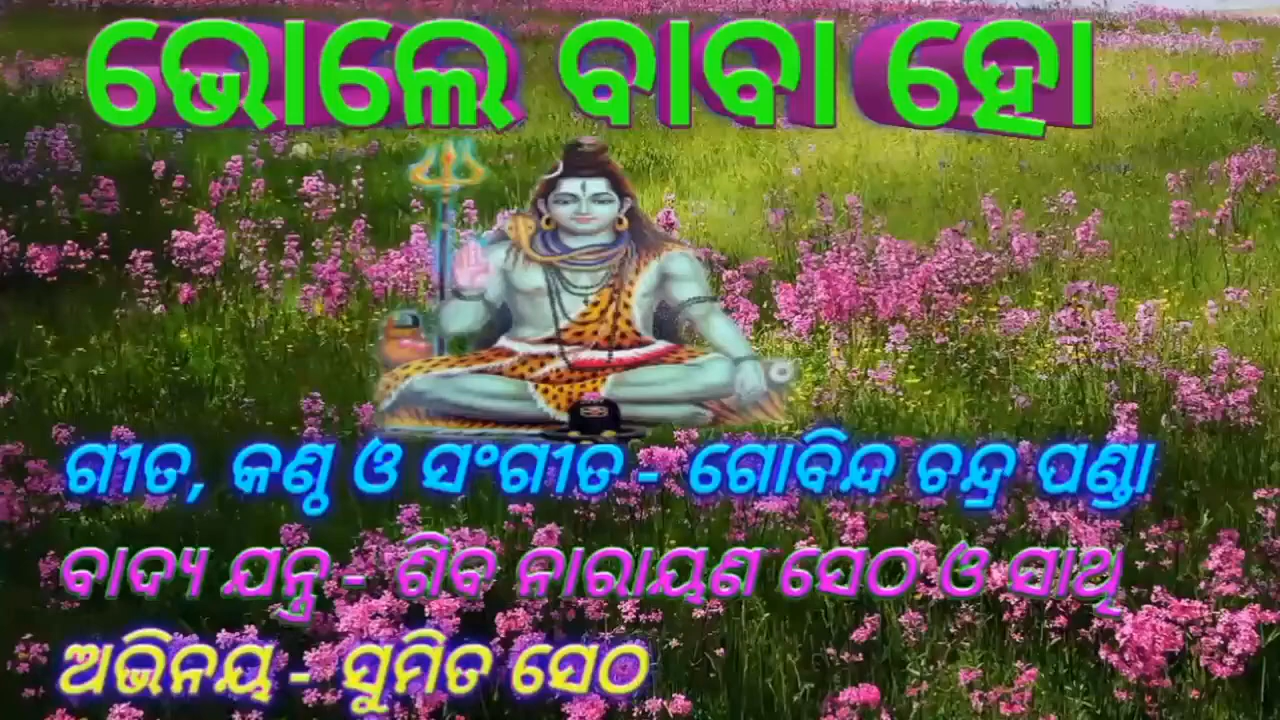 ଭୋଲେ ବାବା ହୋ
ଗୀତ, କଣ୍ଠ ଓ ସଂଗୀତ - ଗୋବିନ୍ଦ ଚନ୍ଦ୍ର ପଣ୍ଡା
ବାଦ୍ୟ ଯନ୍ତ୍ର - ଶିବ ନାରାୟଣ ସେଠ ଓ ସାଥି
ଅଭିନୟ - ସୁମିତ ସେଠ